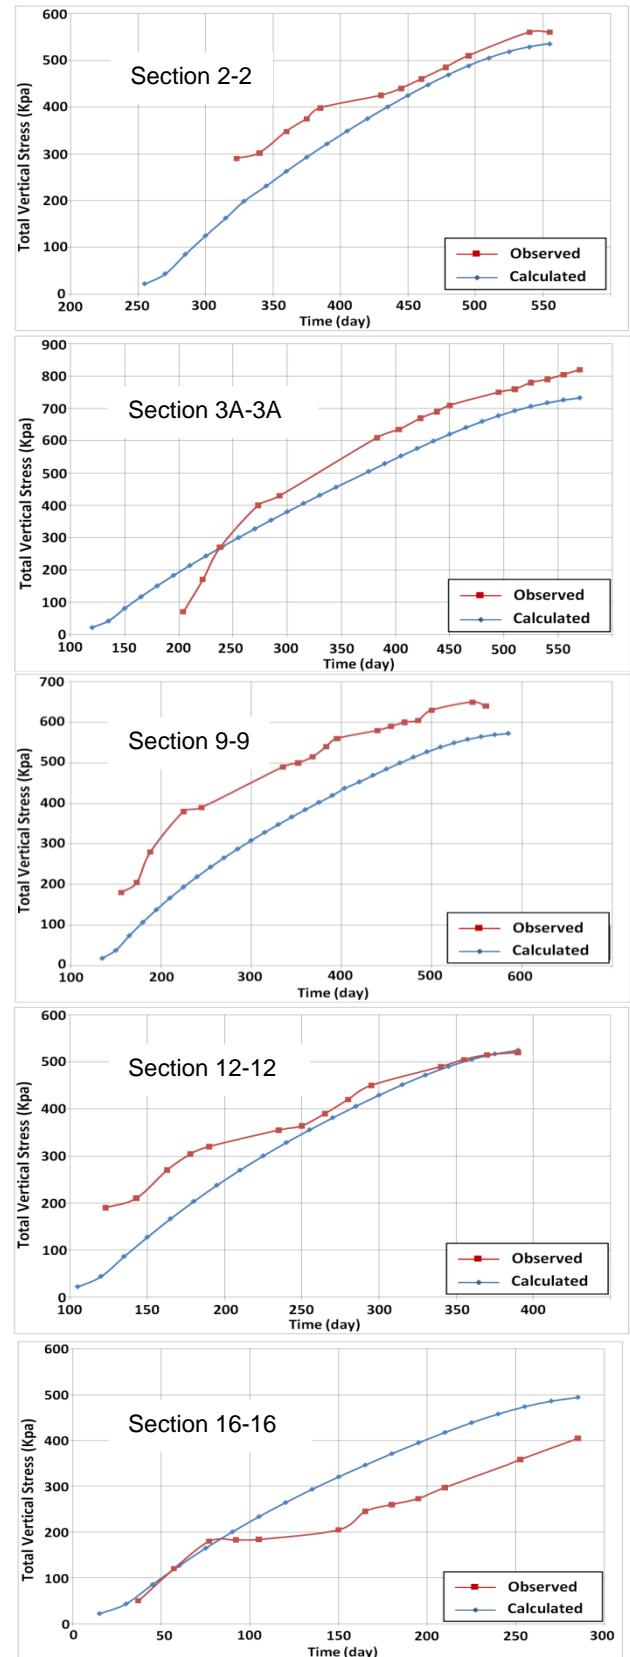 600
500
400
300
200
100
0
Total Vertical Stress (Kpa)
Section 2-2
Observed
Calculated
200 300 350 400 450 500 550
Time (day)
900
800
700
600
500
400
300
200
100
0
Total Vertical Stress (Kpa)
Section 3A-3A
Observed
Calculated
100 150 200 250 300 400 450 500 550
Time (day)
700
600
500
400
300
200
100
0
Total Vertical Stress (Kpa)
Section 9-9
Observed
Calculated
100 300 400 500 600
Time (day)
600
500
400
300
200
100
0
Total Vertical Stress (Kpa)
Section 12-12
Observed
Calculated
100 150 200 250 300 350 400
Time (day)
600
500
400
300
200
100
0
Total Vertical Stress (Kpa)
Section 16-16
Observed
Calculated
0 50 100 150 200 250 300
Time (day)